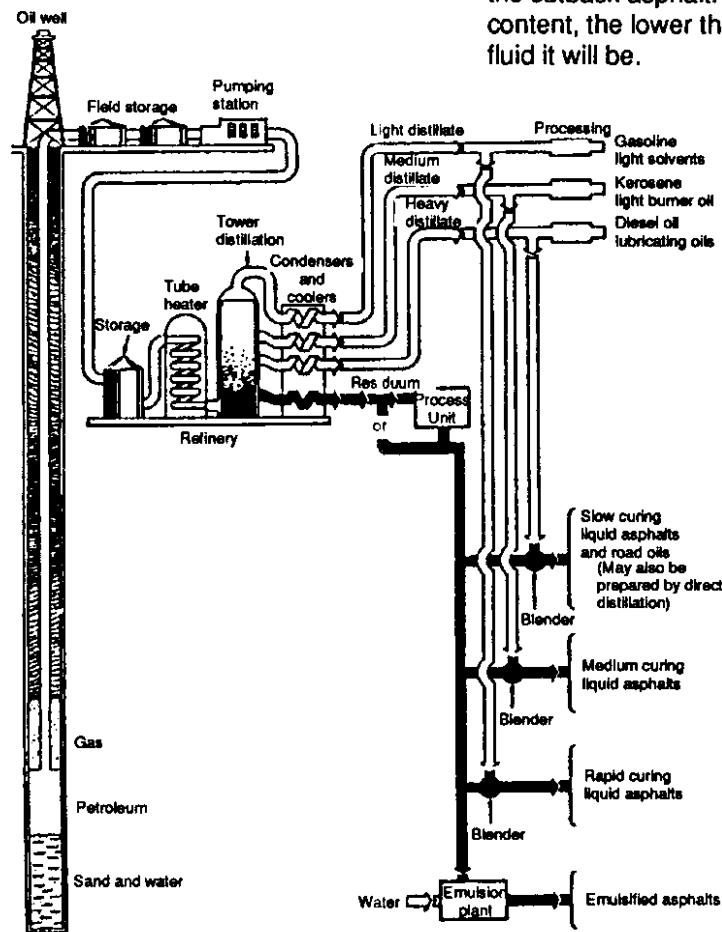 the cutback asphalt.
content, the lower th
fluid it will be.
Oil well
Field storage
Pumping
station
Light distillate
Processing
Gasoline
light solvents
Medium
distillate
Kerosene
light burner oil
Heavy
distillate
Diesel oil
lubricating oils
Tower
distillation
Condensers
and
coolers
Tube
heater
Storage
Res duum
Process
Unit
or
Refinery
Slow curing
liquid asphalts
and road oils
(May also be
prepared by direct
distillation)
Blender
Medium curing
liquid asphalts
Blender
Gas
Rapid curing
liquid asphalts
Petroleum
Blender
Sand and water
Water
Emulsion
plant
Emulsified asphalts